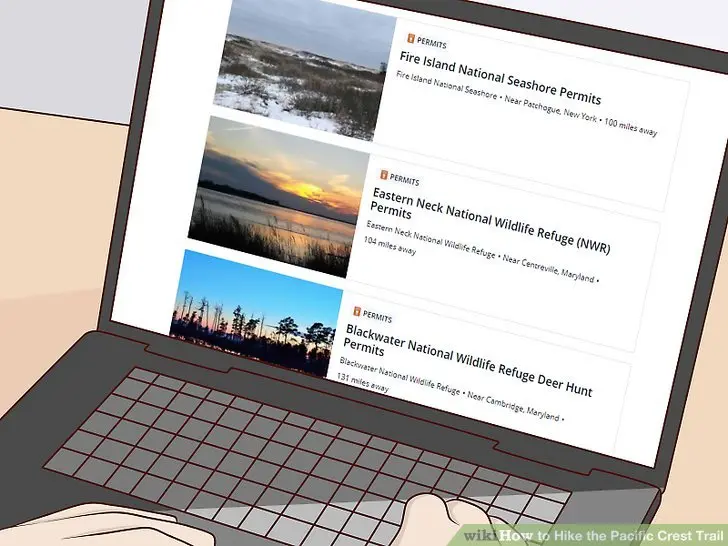 PERMITS
Fire Island National Seashore Permits
Fire Island National Seashore • Near Patchogue, New York • 100 miles away
PERMITS
Eastern Neck National Wildlife Refuge (NWR)
Permits
Eastern Neck National Wildlife Refuge • Near Centreville, Maryland •
104 miles away
PERMITS
Blackwater National Wildlife Refuge Deer Hunt
Permits
Blackwater National Wildlife Refuge • Near Cambridge, Maryland •
131 miles away
wikiHow to Hike the Pacific Crest Trail